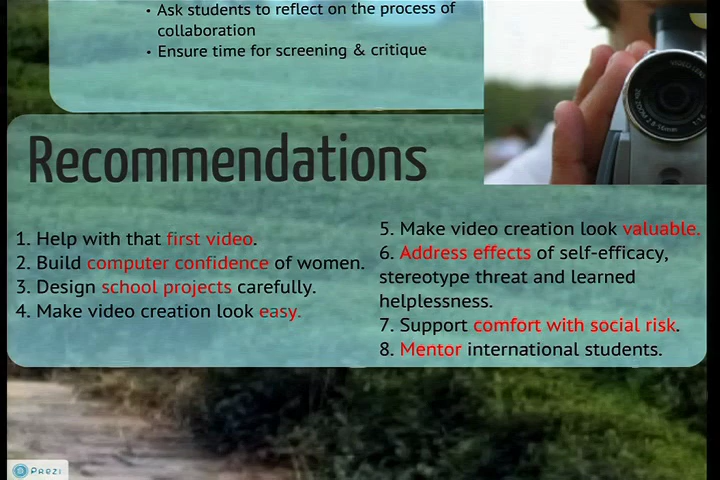 • Ask students to reflect on the process of
collaboration
• Ensure time for screening & critique
VIDEO LENS
Recommendations
1. Help with that first video.
2. Build computer confidence of women.
3. Design school projects carefully.
4. Make video creation look easy.
5. Make video creation look valuable.
6. Address effects of self-efficacy,
stereotype threat and learned
helplessness.
7. Support comfort with social risk.
8. Mentor international students.
Prezi